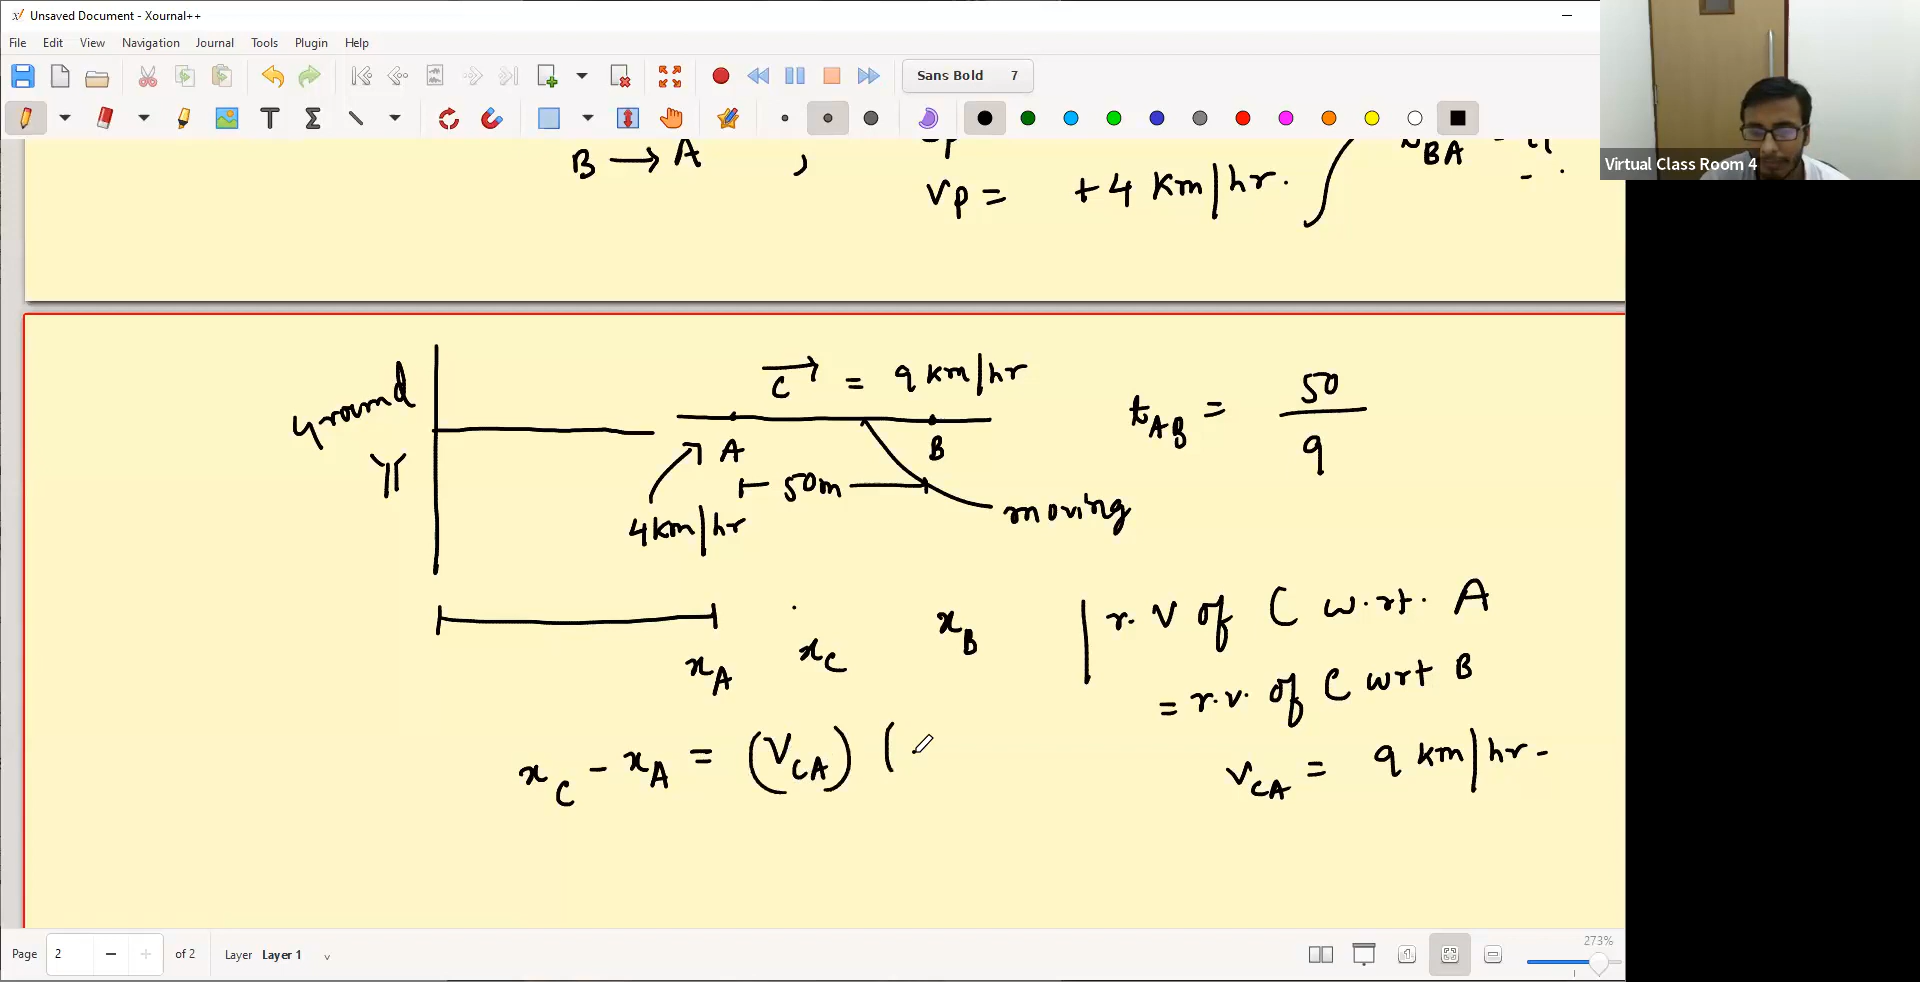 Unsaved Document - Xournal++
File Edit View Navigation Journal Tools Plugin Help
Sans Bold 7
Virtual Class Room 4
B → A ,
BA
vp = +4 km/hr.
Ground
C = 9 km/hr
A
B
50m
4 km/hr
moving
tAB = 50/9
xA
xC
xB
r. v of C w.r.t. A
= r.v. of C wrt B
vCA = 9 km/hr -
xC - xA = (VCA) (
Page 2 of 2 Layer Layer 1
273%